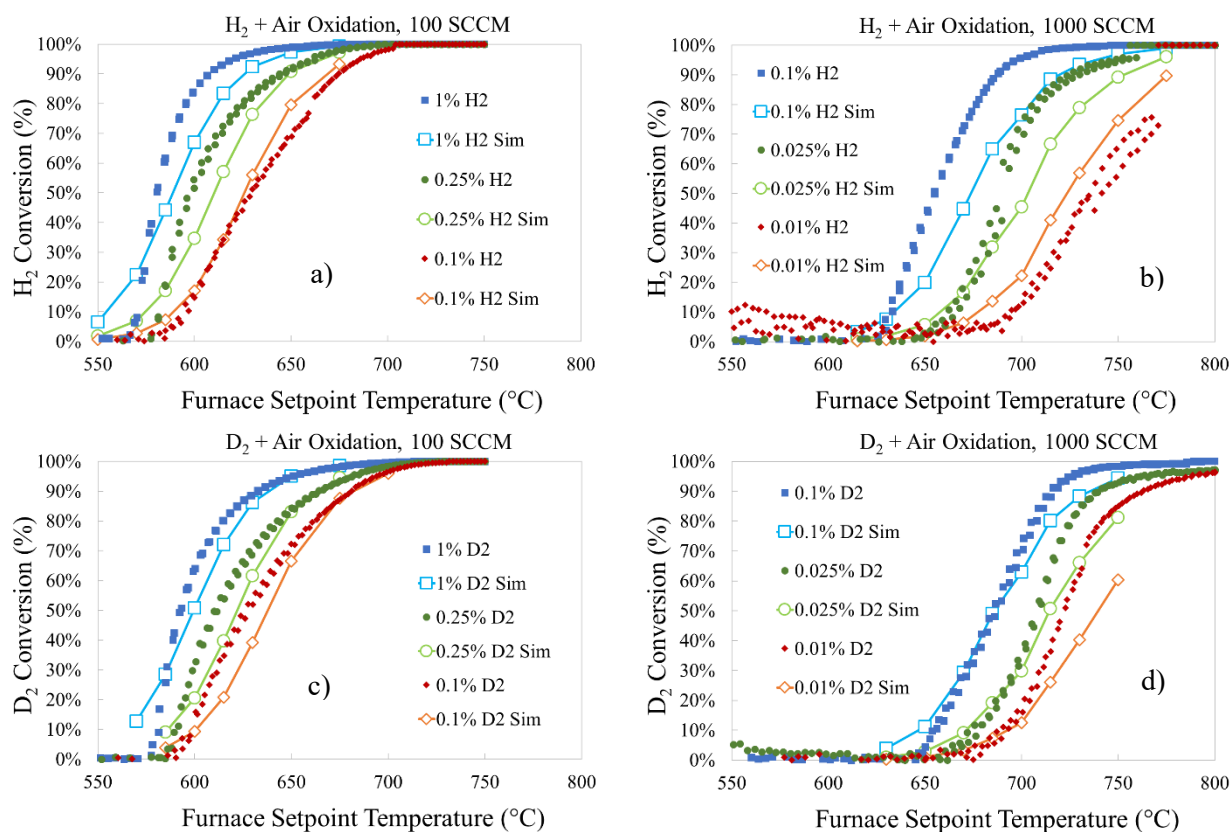 H2 + Air Oxidation, 100 SCCM
H2 Conversion (%)
100%
90%
80%
70%
60%
50%
40%
30%
20%
10%
0%
1% H2
1% H2 Sim
0.25% H2
0.25% H2 Sim
0.1% H2
0.1% H2 Sim
a)
550 600 650 700 750 800
Furnace Setpoint Temperature (°C)
H2 + Air Oxidation, 1000 SCCM
H2 Conversion (%)
100%
90%
80%
70%
60%
50%
40%
30%
20%
10%
0%
0.1% H2
0.1% H2 Sim
0.025% H2
0.025% H2 Sim
0.01% H2
0.01% H2 Sim
b)
550 600 650 700 750 800
Furnace Setpoint Temperature (°C)
D2 + Air Oxidation, 100 SCCM
D2 Conversion (%)
100%
90%
80%
70%
60%
50%
40%
30%
20%
10%
0%
1% D2
1% D2 Sim
0.25% D2
0.25% D2 Sim
0.1% D2
0.1% D2 Sim
c)
550 600 650 700 750 800
Furnace Setpoint Temperature (°C)
D2 + Air Oxidation, 1000 SCCM
D2 Conversion (%)
100%
90%
80%
70%
60%
50%
40%
30%
20%
10%
0%
0.1% D2
0.1% D2 Sim
0.025% D2
0.025% D2 Sim
0.01% D2
0.01% D2 Sim
d)
550 600 650 700 750 800
Furnace Setpoint Temperature (°C)